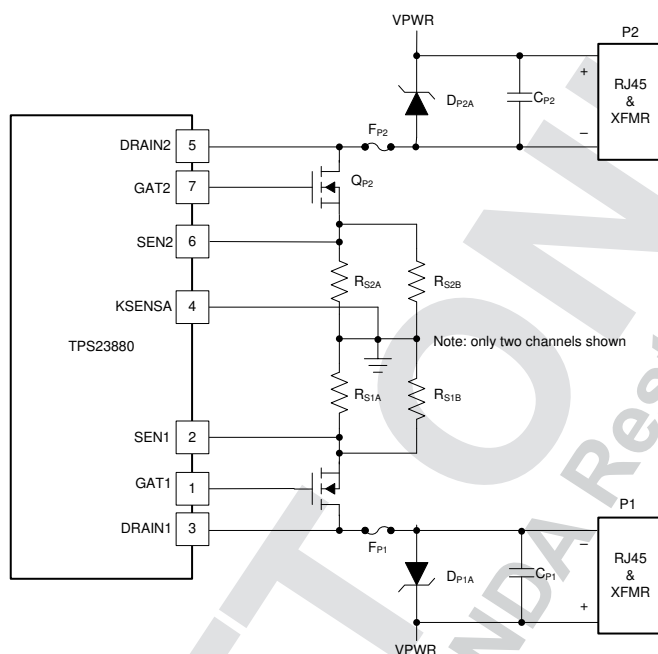 VPWR
P2
RJ45
&
XFMR
+
–
DP2A
CP2
FP2
DRAIN2 5
GAT2 7
QP2
SEN2 6
RS2A
RS2B
KSENSA 4
TPS23880
Note: only two channels shown
RS1A
RS1B
SEN1 2
GAT1 1
DRAIN1 3
FP1
P1
–
RJ45
&
XFMR
+
DP1A
CP1
VPWR
NDA Res